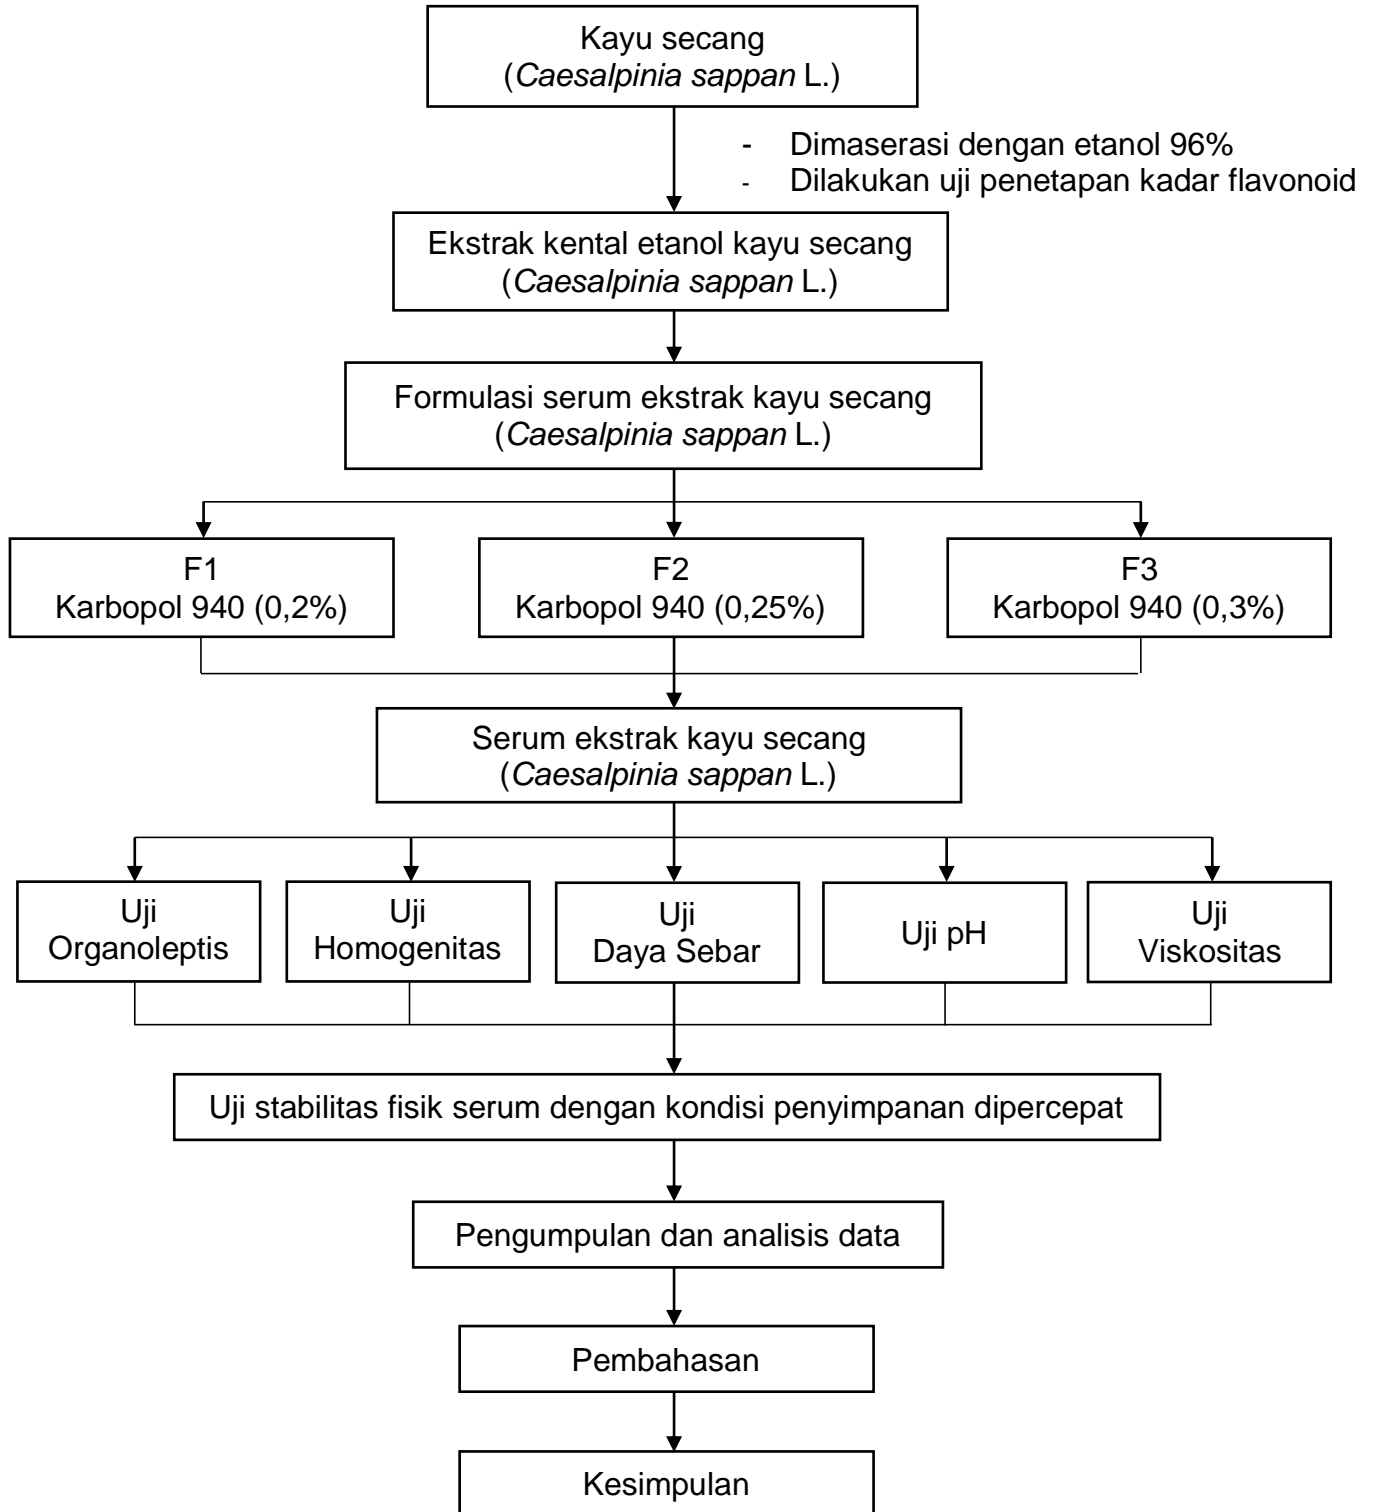 Kayu secang
(Caesalpinia sappan L.)
- Dimaserasi dengan etanol 96%
- Dilakukan uji penetapan kadar flavonoid
Ekstrak kental etanol kayu secang
(Caesalpinia sappan L.)
Formulasi serum ekstrak kayu secang
(Caesalpinia sappan L.)
F1
Karbopol 940 (0,2%)
F2
Karbopol 940 (0,25%)
F3
Karbopol 940 (0,3%)
Serum ekstrak kayu secang
(Caesalpinia sappan L.)
Uji
Organoleptis
Uji
Homogenitas
Uji
Daya Sebar
Uji pH
Uji
Viskositas
Uji stabilitas fisik serum dengan kondisi penyimpanan dipercepat
Pengumpulan dan analisis data
Pembahasan
Kesimpulan